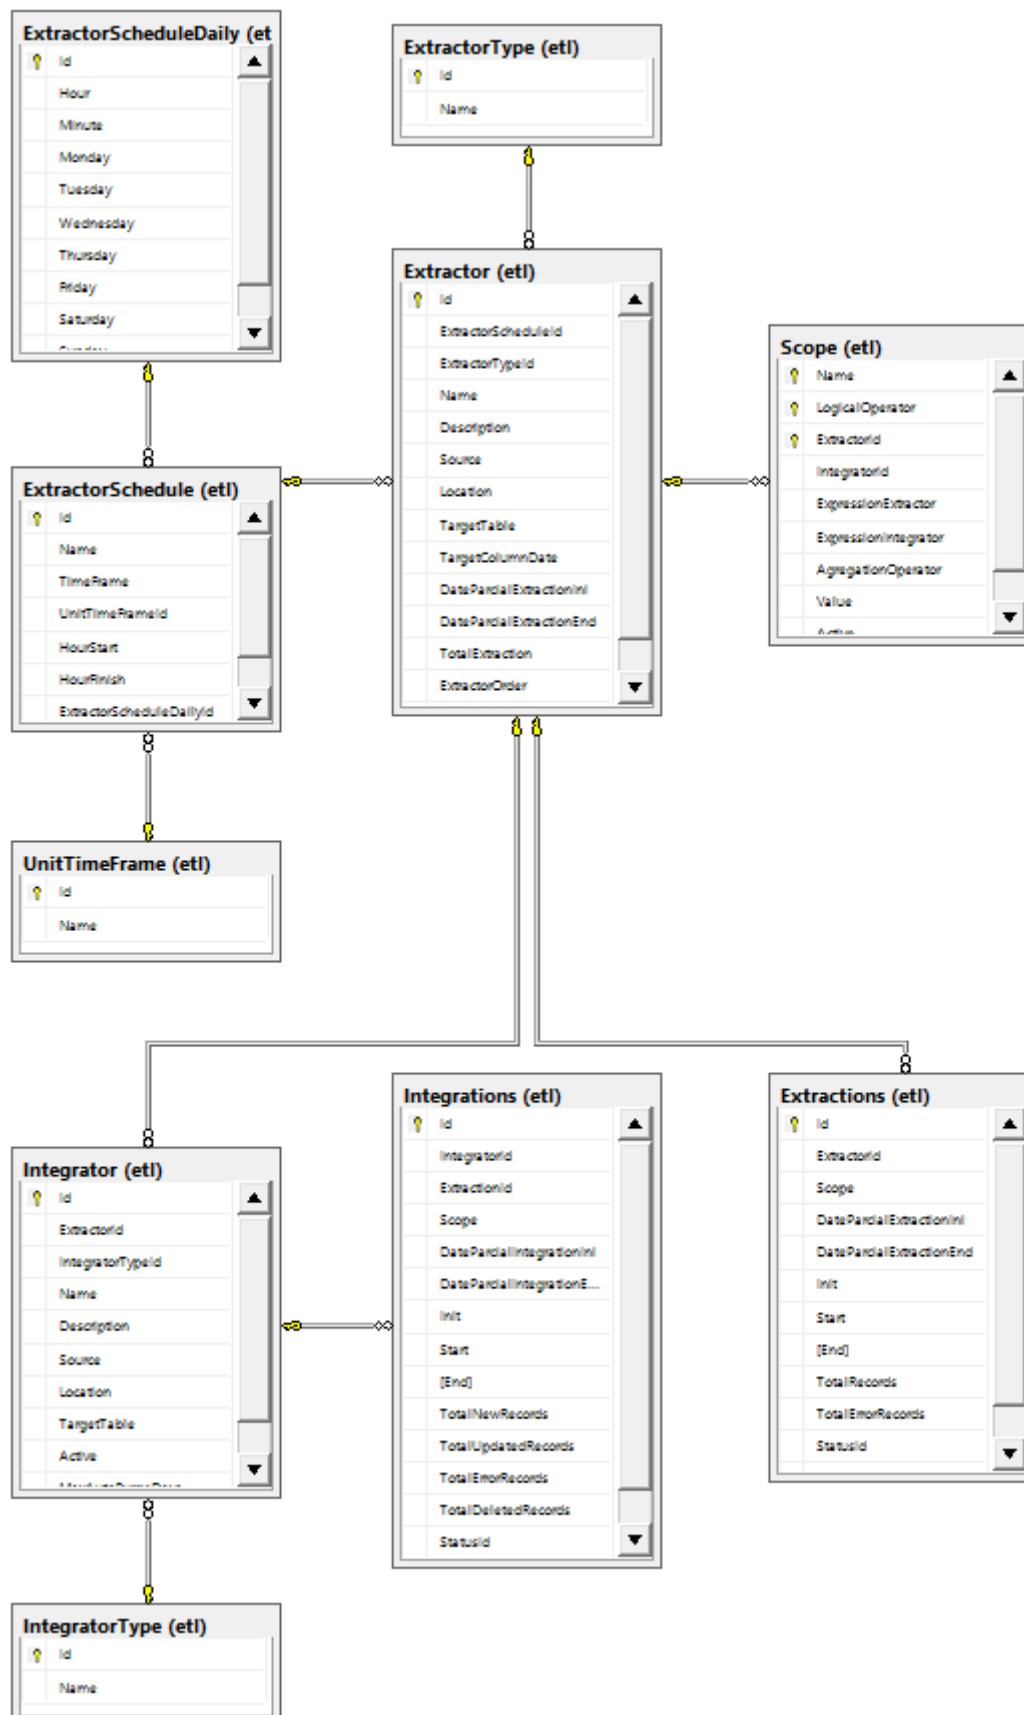 ExtractorScheduleDaily (et
Id
Hour
Minute
Monday
Tuesday
Wednesday
Thursday
Friday
Saturday
Sunday
ExtractorType (etl)
Id
Name
Extractor (etl)
Id
ExtractorScheduleId
ExtractorTypeId
Name
Description
Source
Location
TargetTable
TargetColumnDate
DateParcialExtractionIni
DateParcialExtractionEnd
TotalExtraction
ExtractorOrder
Scope (etl)
Name
LogicalOperator
ExtractorId
IntegratorId
ExpressionExtractor
ExpressionIntegrator
AgregationOperator
Value
Active
ExtractorSchedule (etl)
Id
Name
TimeFrame
UnitTimeFrameId
HourStart
HourFinish
ExtractorScheduleDailyId
UnitTimeFrame (etl)
Id
Name
Integrator (etl)
Id
ExtractorId
IntegratorTypeId
Name
Description
Source
Location
TargetTable
Active
Integrations (etl)
Id
IntegratorId
ExtractionId
Scope
DateParcialIntegrationIni
DateParcialIntegrationE...
Init
Start
[End]
TotalNewRecords
TotalUpdatedRecords
TotalErrorRecords
TotalDeletedRecords
StatusId
Extractions (etl)
Id
ExtractorId
Scope
DateParcialExtractionIni
DateParcialExtractionEnd
Init
Start
[End]
TotalRecords
TotalErrorRecords
StatusId
IntegratorType (etl)
Id
Name